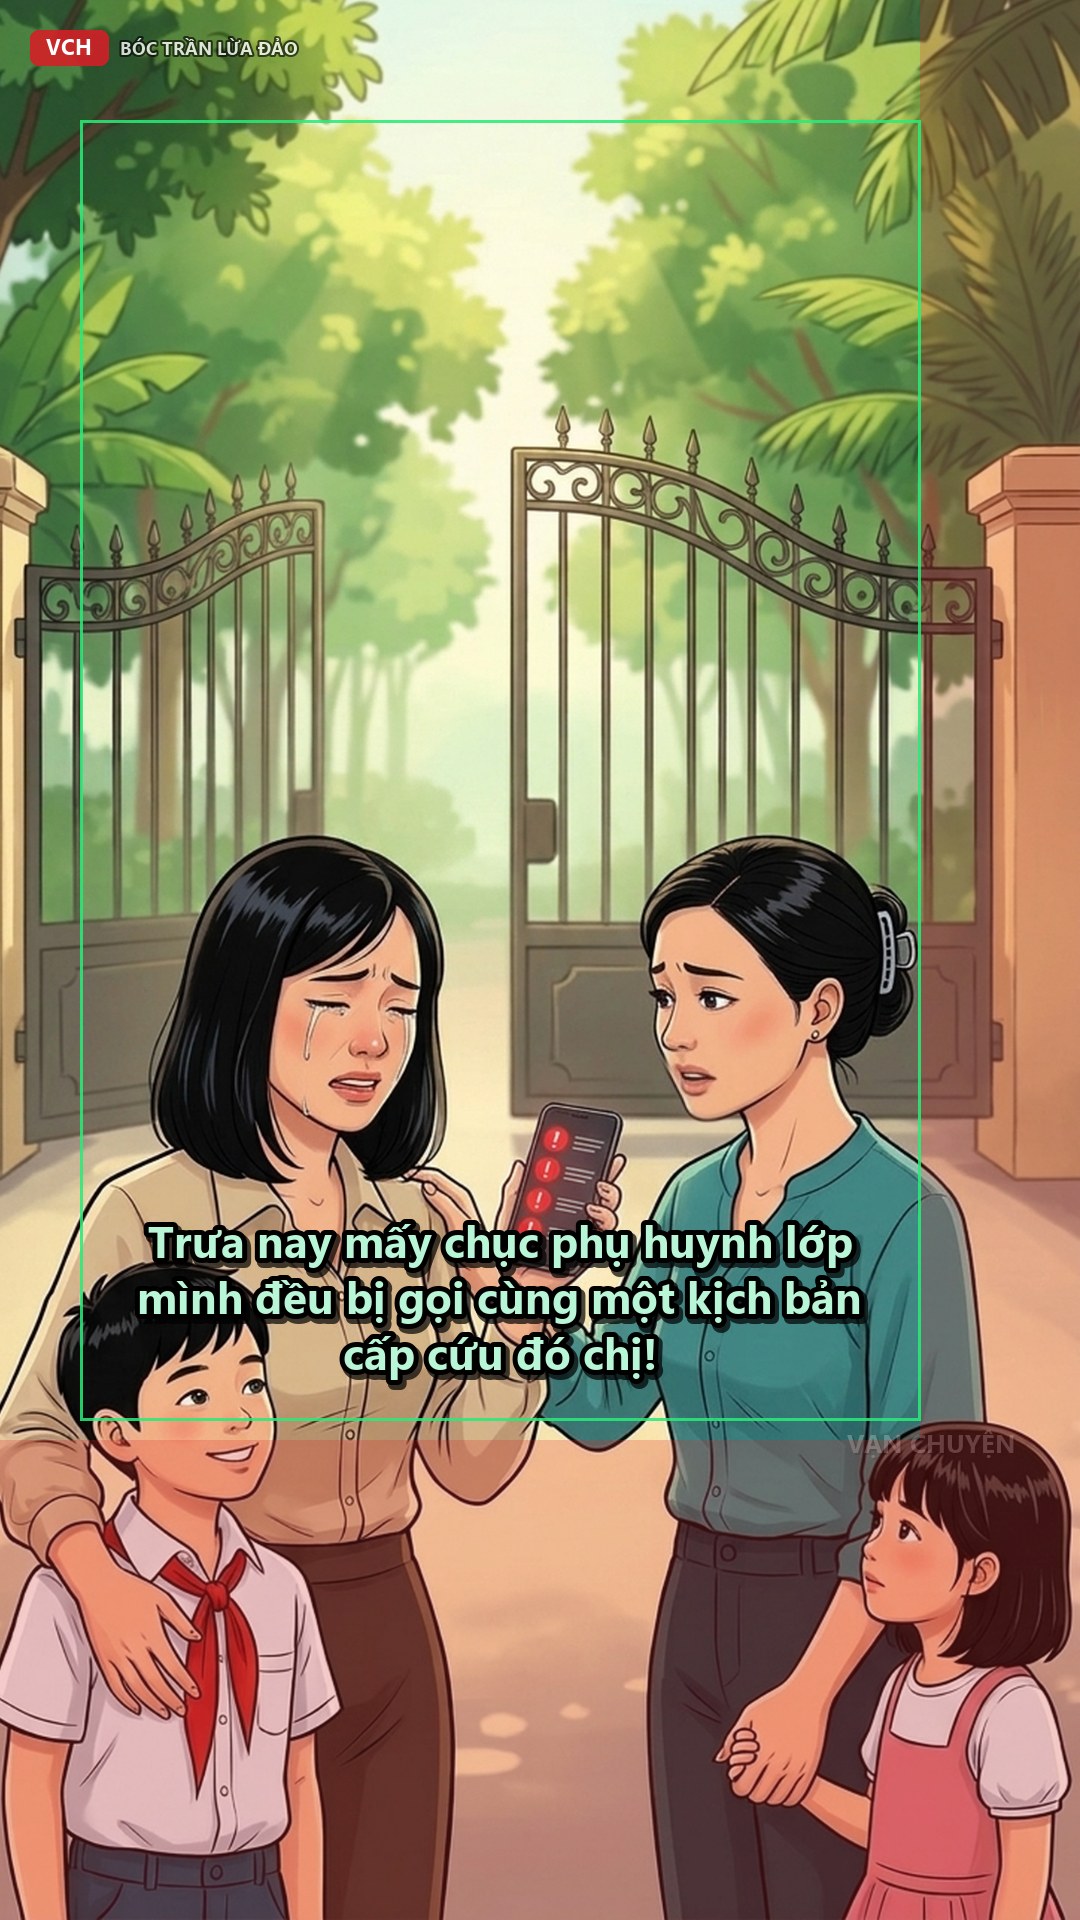 VCH BÓC TRẦN LỪA ĐẢO
Trưa nay mấy chục phụ huynh lớp
mình đều bị gọi cùng một kịch bản
cấp cứu đó chị!
VẠN CHUYỆN